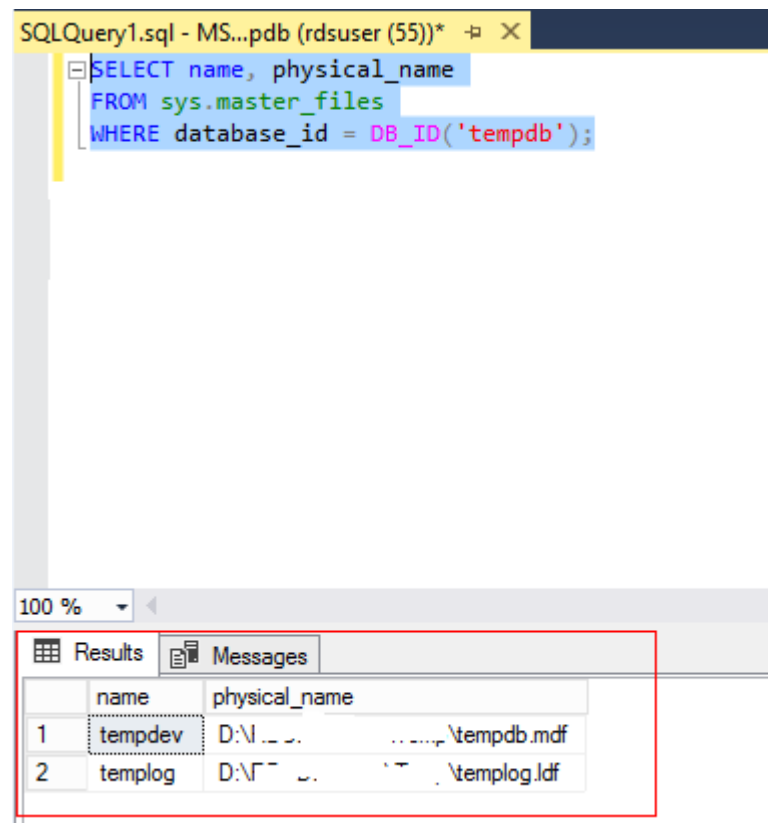 SQLQuery1.sql - MS...pdb (rdsuser (55))*
SELECT name, physical_name
FROM sys.master_files
WHERE database_id = DB_ID('tempdb');
100 %
Results Messages
name physical_name
1 tempdev D:\ \tempdb.mdf
2 templog D:\ \templog.ldf